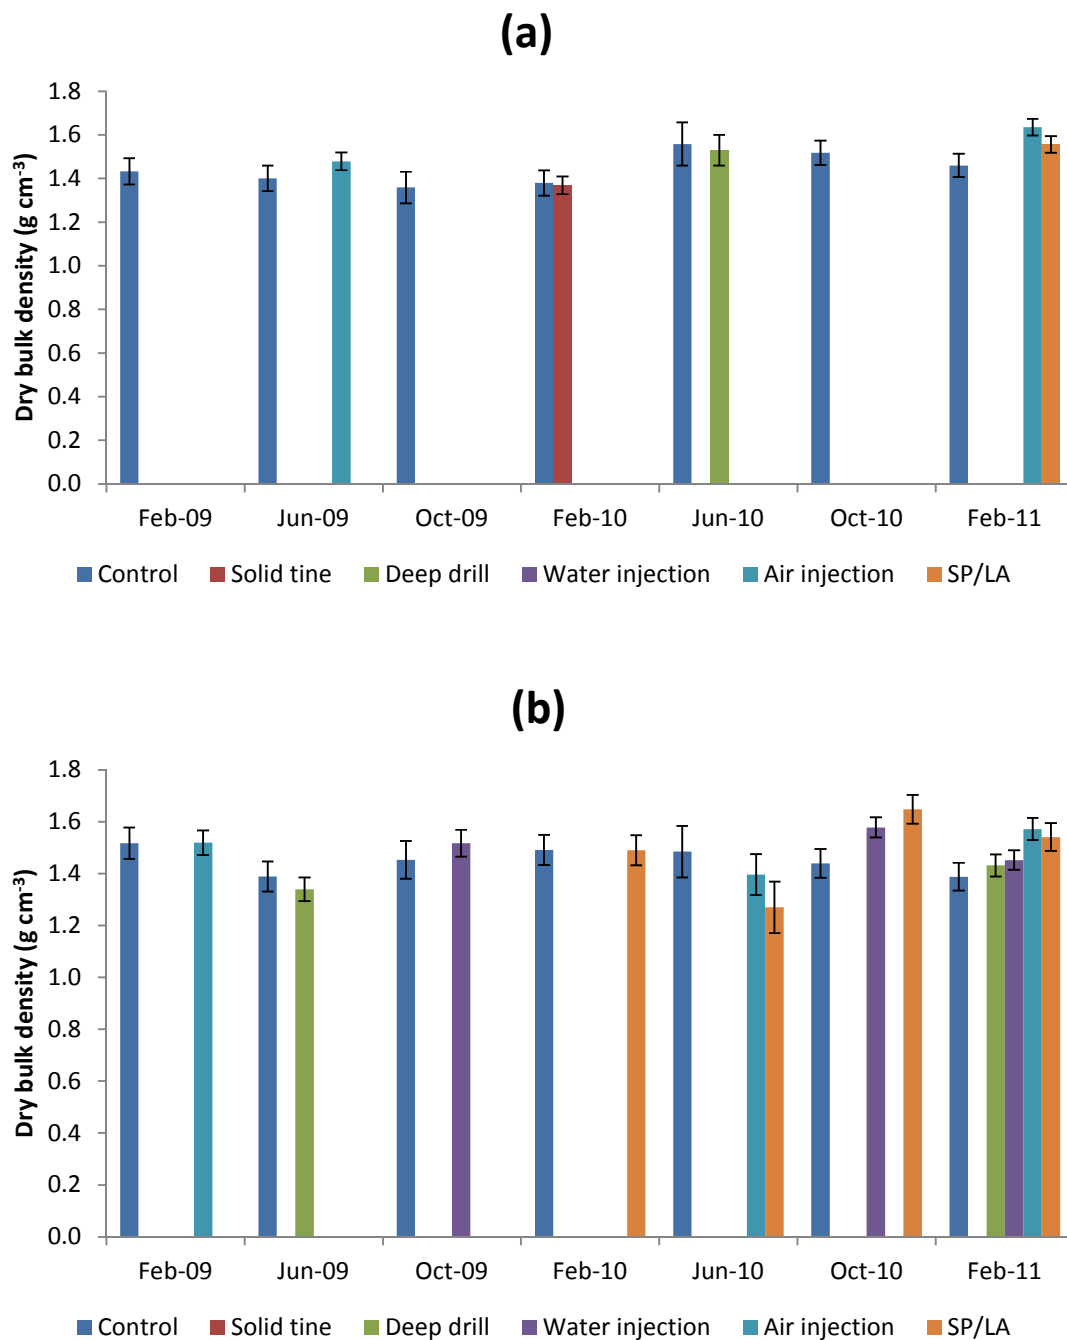 (a)
Dry bulk density (g cm⁻³)
1.8
1.6
1.4
1.2
1.0
0.8
0.6
0.4
0.2
0.0
Feb-09 Jun-09 Oct-09 Feb-10 Jun-10 Oct-10 Feb-11
Control Solid tine Deep drill Water injection Air injection SP/LA
(b)
Dry bulk density (g cm⁻³)
1.8
1.6
1.4
1.2
1.0
0.8
0.6
0.4
0.2
0.0
Feb-09 Jun-09 Oct-09 Feb-10 Jun-10 Oct-10 Feb-11
Control Solid tine Deep drill Water injection Air injection SP/LA